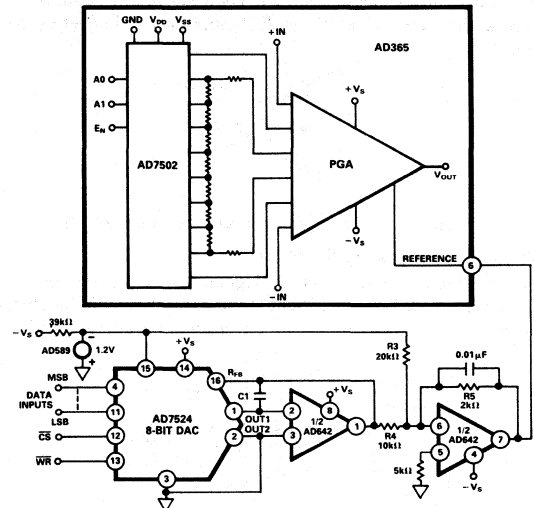 GND V_DD V_SS
+IN
AD365
A0
A1
E_N
AD7502
+V_S
PGA
V_OUT
-V_S
REFERENCE
6
-IN
39kΩ
-V_S
AD589
-
1.2V
+
+V_S
R3
20kΩ
0.01μF
R5
2kΩ
15
14
16
R_FB
C1
+V_S
MSB
DATA
INPUTS
LSB
4
11
AD7524
8-BIT DAC
1
OUT1
OUT2
2
2
3
8
1/2
AD642
1
R4
10kΩ
6
5
1/2
AD642
7
4
CS
12
WR
13
3
5kΩ
-V_S